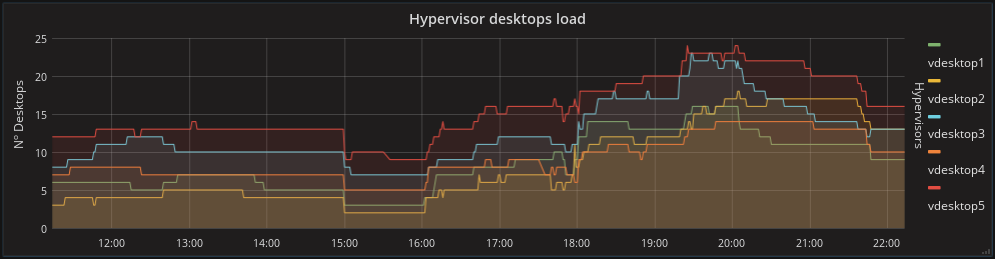 Hypervisor desktops load
25
20
15
10
5
0
N° Desktops
12:00 13:00 14:00 15:00 16:00 17:00 18:00 19:00 20:00 21:00 22:00
Hypervisors
vdesktop1
vdesktop2
vdesktop3
vdesktop4
vdesktop5